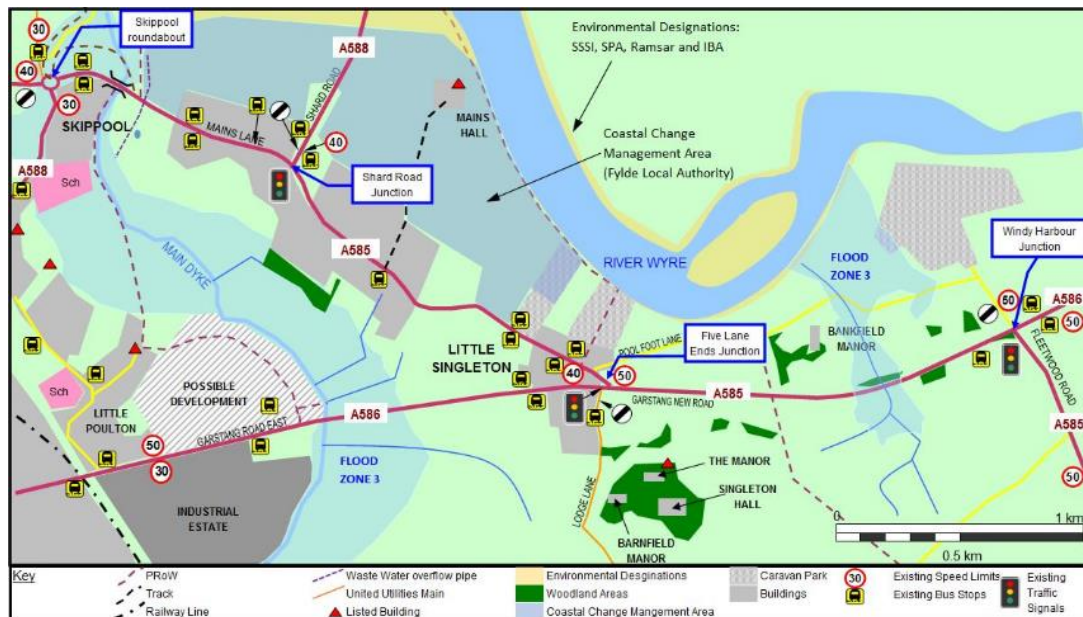 Skippool
roundabout
30
40
30
SKIPPOOL
A588
Sch
A588
SHARD ROAD
MAINS LANE
40
Shard Road
Junction
MAINS
HALL
Environmental Designations:
SSSI, SPA, Ramsar and IBA
Coastal Change
Management Area
(Fylde Local Authority)
MAIN DYKE
A585
RIVER WYRE
FLOOD
ZONE 3
Windy Harbour
Junction
50
A586
50
BANKFIELD
MANOR
FLEETWOOD ROAD
A585
50
LITTLE
SINGLETON
POOL FOOT LANE
Five Lane
Ends Junction
40
50
A585
GARSTANG NEW ROAD
Sch
POSSIBLE
DEVELOPMENT
LITTLE
POULTON
A586
GARSTANG ROAD EAST
50
30
FLOOD
ZONE 3
INDUSTRIAL
ESTATE
LODGE LANE
THE MANOR
SINGLETON
HALL
BARNFIELD
MANOR
0
1 km
0.5 km
Key
PRoW
Track
Railway Line
Waste Water overflow pipe
United Utilities Main
Listed Building
Environmental Desginations
Woodland Areas
Coastal Change Mangement Area
Caravan Park
Buildings
30
Existing Speed Limits
Existing Bus Stops
Existing
Traffic
Signals